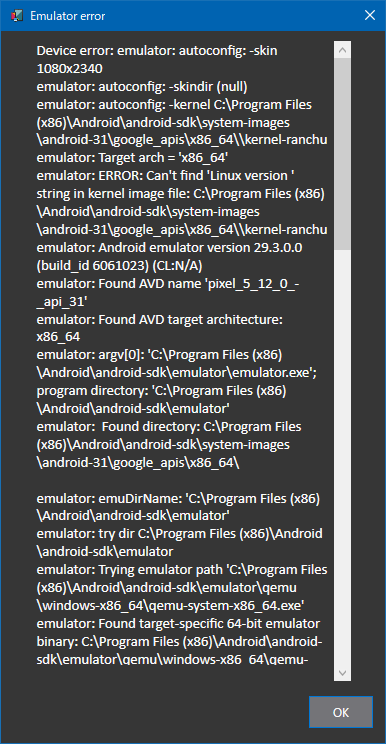 Emulator error
Device error: emulator: autoconfig: -skin
1080x2340
emulator: autoconfig: -skindir (null)
emulator: autoconfig: -kernel C:\Program Files
(x86)\Android\android-sdk\system-images
\android-31\google_apis\x86_64\\kernel-ranchu
emulator: Target arch = 'x86_64'
emulator: ERROR: Can't find 'Linux version '
string in kernel image file: C:\Program Files (x86)
\Android\android-sdk\system-images
\android-31\google_apis\x86_64\\kernel-ranchu
emulator: Android emulator version 29.3.0.0
(build_id 6061023) (CL:N/A)
emulator: Found AVD name 'pixel_5_12_0_-
_api_31'
emulator: Found AVD target architecture:
x86_64
emulator: argv[0]: 'C:\Program Files (x86)
\Android\android-sdk\emulator\emulator.exe';
program directory: 'C:\Program Files (x86)
\Android\android-sdk\emulator'
emulator:  Found directory: C:\Program Files
(x86)\Android\android-sdk\system-images
\android-31\google_apis\x86_64\
emulator: emuDirName: 'C:\Program Files (x86)
\Android\android-sdk\emulator'
emulator: try dir C:\Program Files (x86)\Android
\android-sdk\emulator
emulator: Trying emulator path 'C:\Program Files
(x86)\Android\android-sdk\emulator\qemu
\windows-x86_64\qemu-system-x86_64.exe'
emulator: Found target-specific 64-bit emulator
binary: C:\Program Files (x86)\Android\android-
sdk\emulator\qemu\windows-x86_64\qemu-
OK